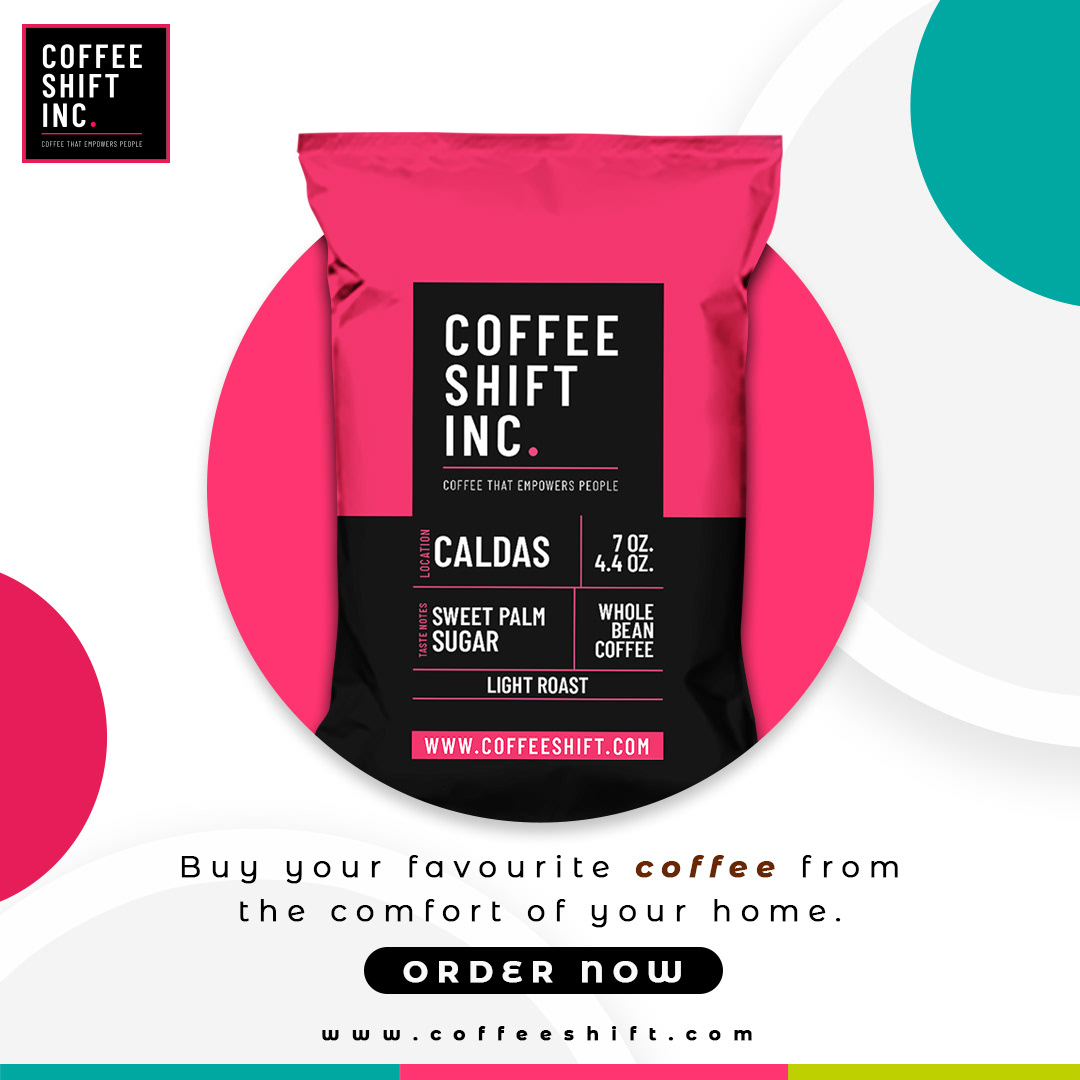 COFFEE
SHIFT
INC.
COFFEE THAT EMPOWERS PEOPLE
COFFEE
SHIFT
INC.
COFFEE THAT EMPOWERS PEOPLE
LOCATION
CALDAS
7 OZ.
4.4 OZ.
TASTE NOTES
SWEET PALM
SUGAR
WHOLE
BEAN
COFFEE
LIGHT ROAST
WWW.COFFEESHIFT.COM
Buy your favourite coffee from
the comfort of your home.
ORDER NOW
www.coffeeshift.com